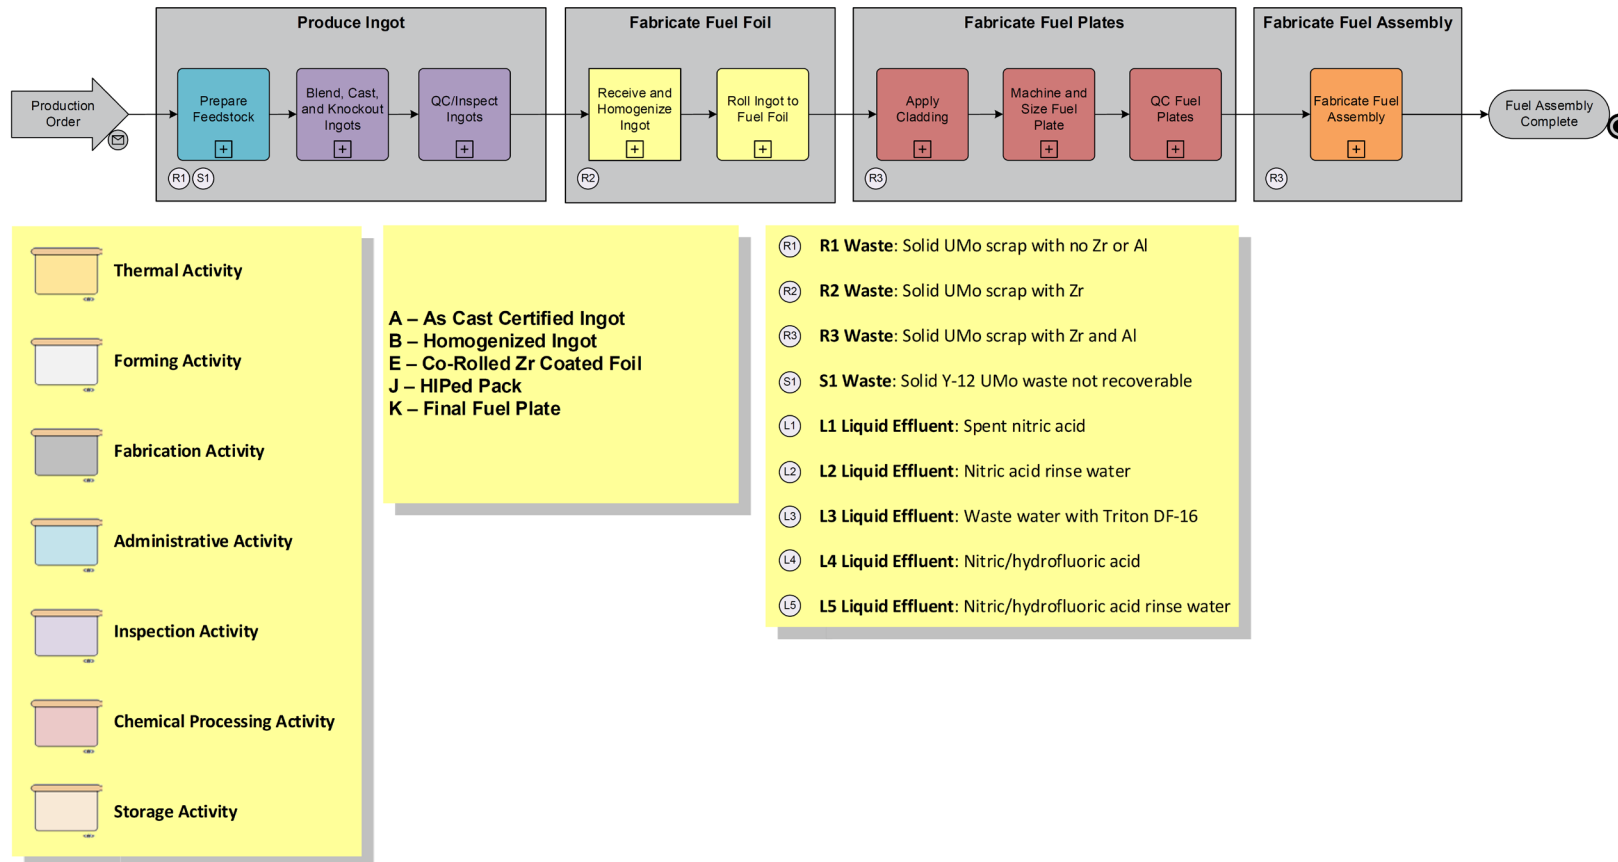 Produce Ingot
Fabricate Fuel Foil
Fabricate Fuel Plates
Fabricate Fuel Assembly
Production
Order
Prepare
Feedstock
Blend, Cast,
and Knockout
Ingots
QC/Inspect
Ingots
R1
S1
Receive and
Homogenize
Ingot
Roll Ingot to
Fuel Foil
R2
Apply
Cladding
Machine and
Size Fuel
Plate
QC Fuel
Plates
R3
Fabricate Fuel
Assembly
R3
Fuel Assembly
Complete
Thermal Activity
Forming Activity
Fabrication Activity
Administrative Activity
Inspection Activity
Chemical Processing Activity
Storage Activity
A – As Cast Certified Ingot
B – Homogenized Ingot
E – Co-Rolled Zr Coated Foil
J – HIPed Pack
K – Final Fuel Plate
R1 R1 Waste: Solid UMo scrap with no Zr or Al
R2 R2 Waste: Solid UMo scrap with Zr
R3 R3 Waste: Solid UMo scrap with Zr and Al
S1 S1 Waste: Solid Y-12 UMo waste not recoverable
L1 L1 Liquid Effluent: Spent nitric acid
L2 L2 Liquid Effluent: Nitric acid rinse water
L3 L3 Liquid Effluent: Waste water with Triton DF-16
L4 L4 Liquid Effluent: Nitric/hydrofluoric acid
L5 L5 Liquid Effluent: Nitric/hydrofluoric acid rinse water